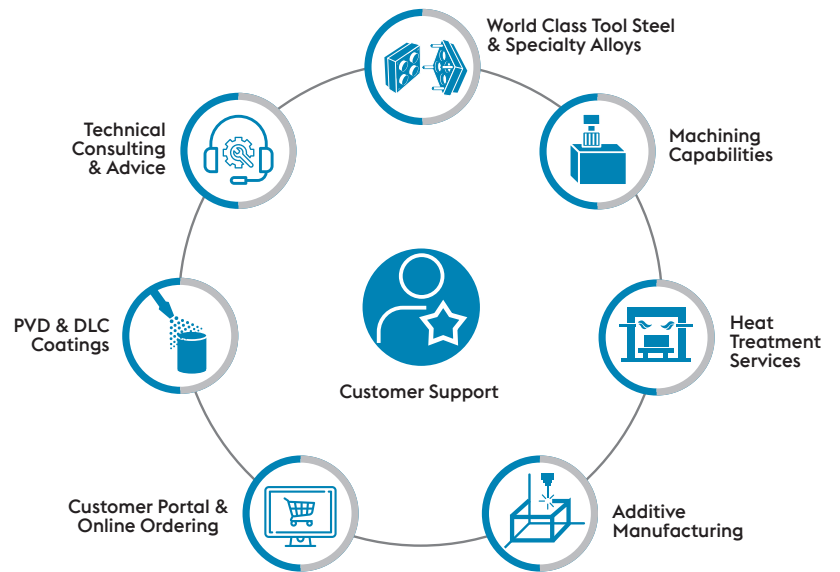 World Class Tool Steel
& Specialty Alloys
Technical
Consulting
& Advice
Machining
Capabilities
PVD & DLC
Coatings
Heat
Treatment
Services
Customer Support
Customer Portal &
Online Ordering
Additive
Manufacturing